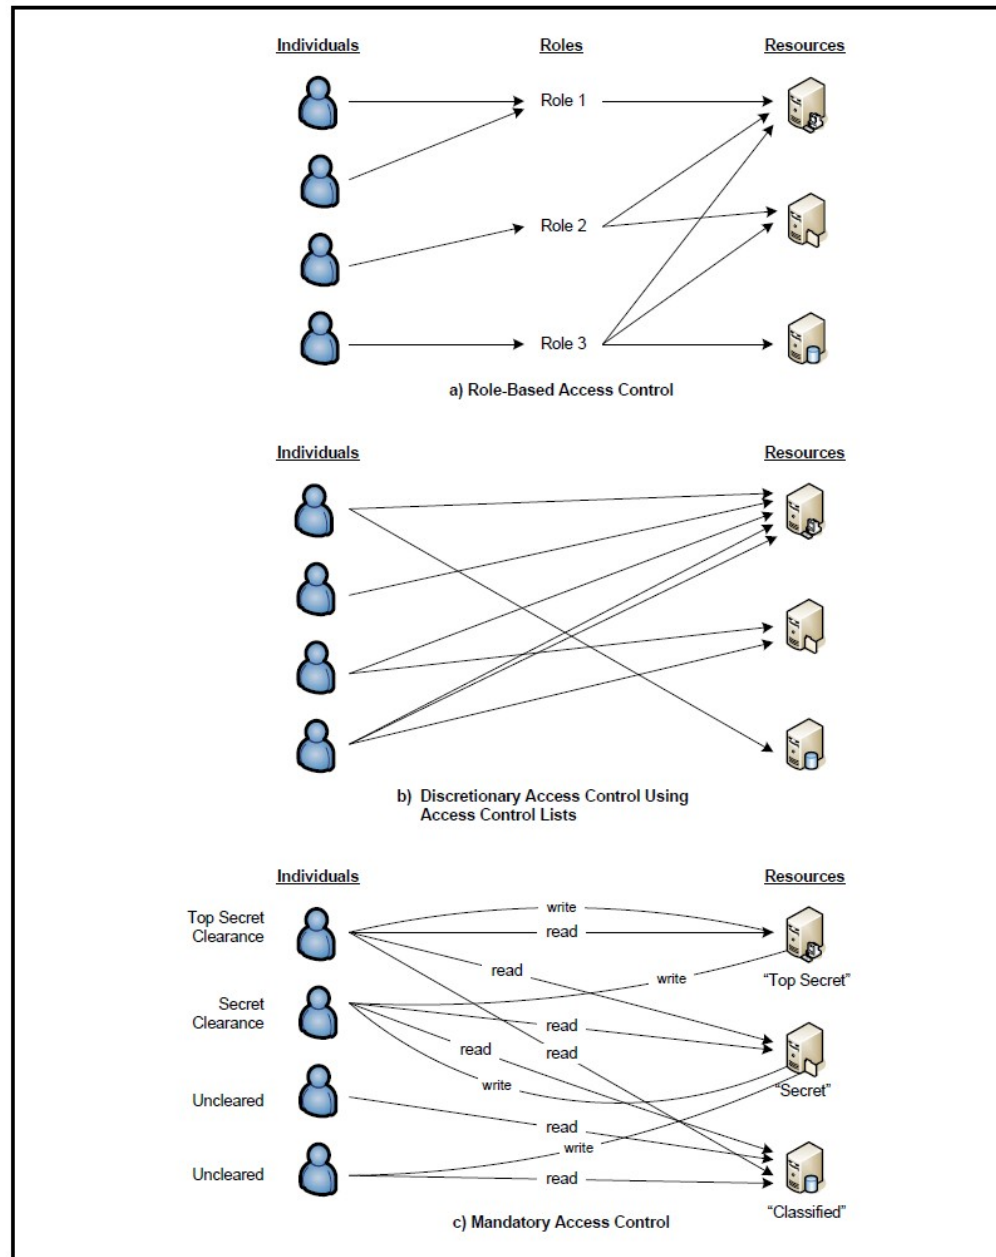 Individuals Roles Resources
Role 1
Role 2
Role 3
a) Role-Based Access Control
Individuals Resources
b) Discretionary Access Control Using
Access Control Lists
Individuals Resources
Top Secret
Clearance
write
read
read
write
"Top Secret"
Secret
Clearance
read
read
read
write
"Secret"
Uncleared
read
write
Uncleared
read
"Classified"
c) Mandatory Access Control